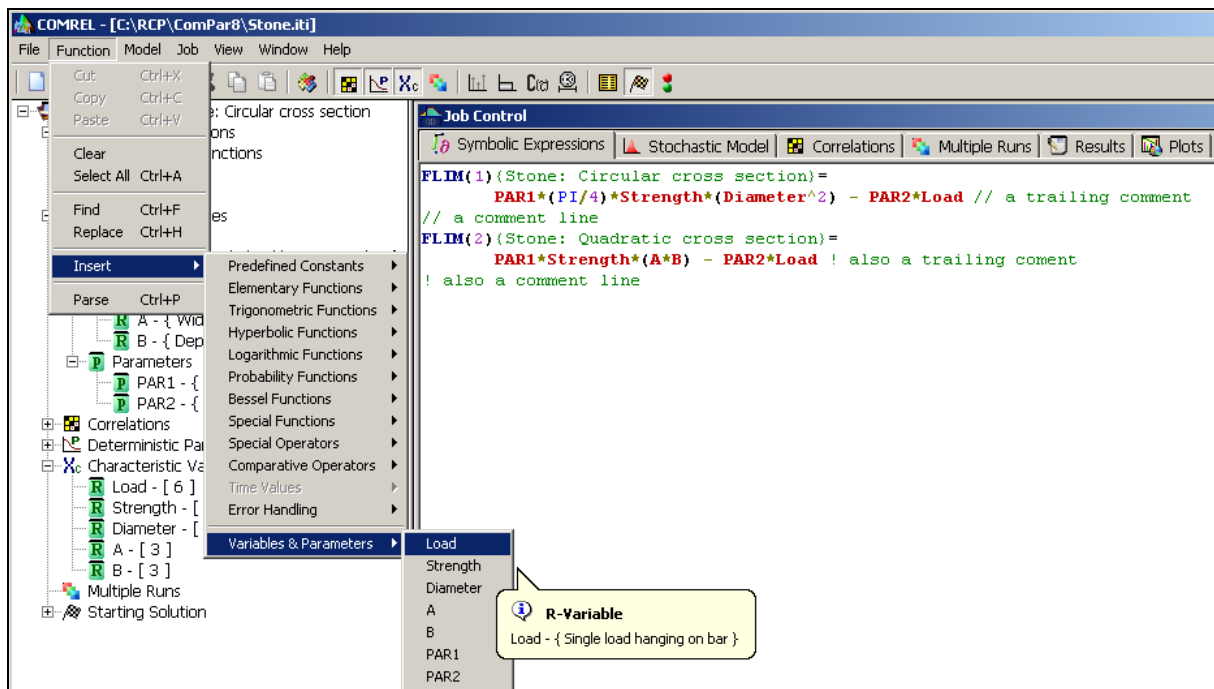 COMREL - [C:\RCP\ComPar8\Stone.iti]
File Function Model Job View Window Help
Cut Ctrl+X
Copy Ctrl+C
Paste Ctrl+V
Clear
Select All Ctrl+A
Find Ctrl+F
Replace Ctrl+H
Insert
Parse Ctrl+P
Predefined Constants
Elementary Functions
Trigonometric Functions
Hyperbolic Functions
Logarithmic Functions
Probability Functions
Bessel Functions
Special Functions
Special Operators
Comparative Operators
Time Values
Error Handling
Variables & Parameters
Load
Strength
Diameter
A
B
PAR1
PAR2
R-Variable
Load - { Single load hanging on bar }
: Circular cross section
ons
nctions
es
R A - { Wid
R B - { Dep
P Parameters
P PAR1 - {
P PAR2 - {
Correlations
Deterministic Pa
Xc Characteristic Va
R Load - [ 6 ]
R Strength - [
R Diameter - [
R A - [ 3 ]
R B - [ 3 ]
Multiple Runs
Starting Solution
Job Control
Symbolic Expressions Stochastic Model Correlations Multiple Runs Results Plots
FLIM(1){Stone: Circular cross section}=
PAR1*(PI/4)*Strength*(Diameter^2) - PAR2*Load // a trailing comment
// a comment line
FLIM(2){Stone: Quadratic cross section}=
PAR1*Strength*(A*B) - PAR2*Load ! also a trailing coment
! also a comment line